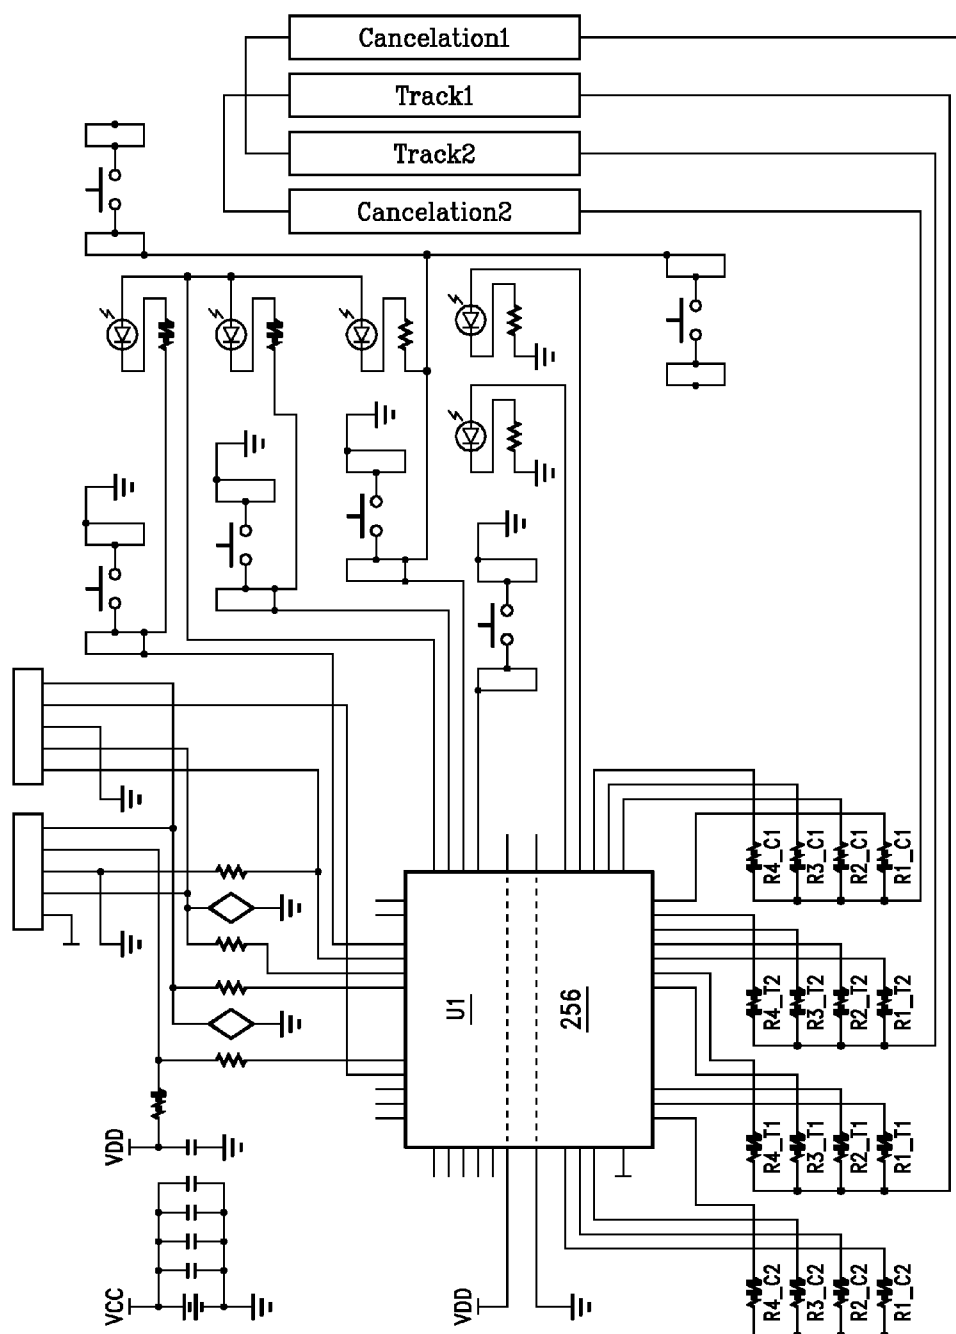 Cancelation1
Track1
Track2
Cancelation2
R4_C1
R3_C1
R2_C1
R1_C1
U1
256
R4_T2
R3_T2
R2_T2
R1_T2
VDD
R4_T1
R3_T1
R2_T1
R1_T1
VCC
VDD
R4_C2
R3_C2
R2_C2
R1_C2